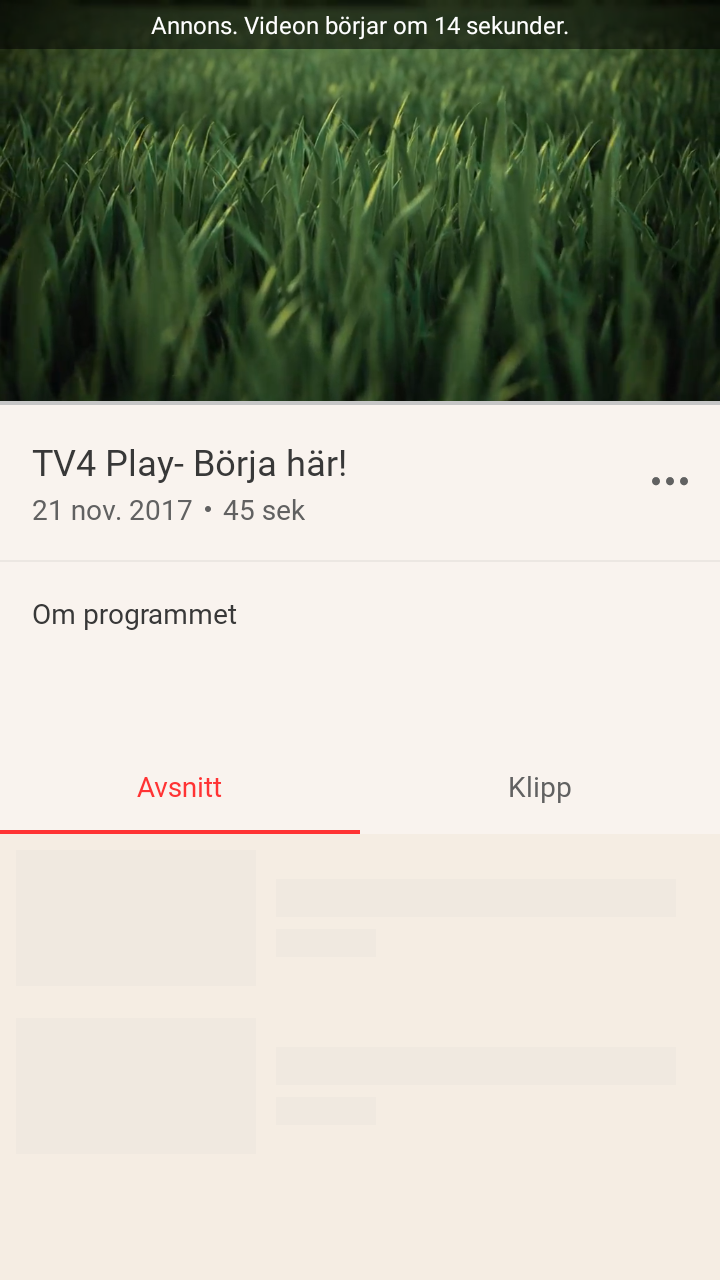 Annons. Videon börjar om 14 sekunder.
TV4 Play- Börja här!
21 nov. 2017 • 45 sek
Om programmet
Avsnitt
Klipp